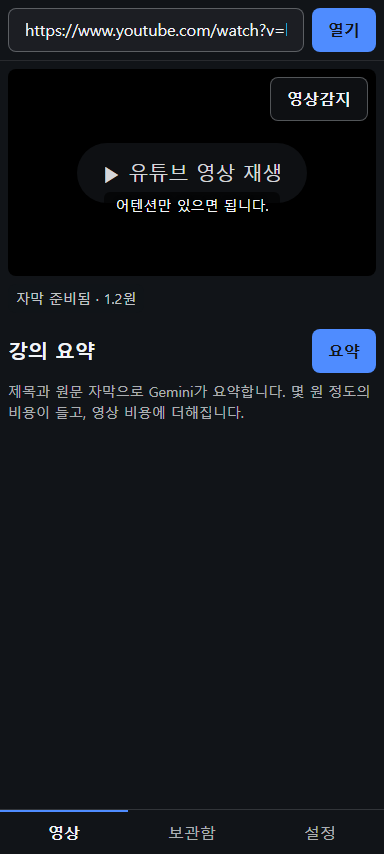 https://www.youtube.com/watch?v=
열기
영상감지
▶ 유튜브 영상 재생
어텐션만 있으면 됩니다.
자막 준비됨 · 1.2원
강의 요약
요약
제목과 원문 자막으로 Gemini가 요약합니다. 몇 원 정도의
비용이 들고, 영상 비용에 더해집니다.
영상
보관함
설정